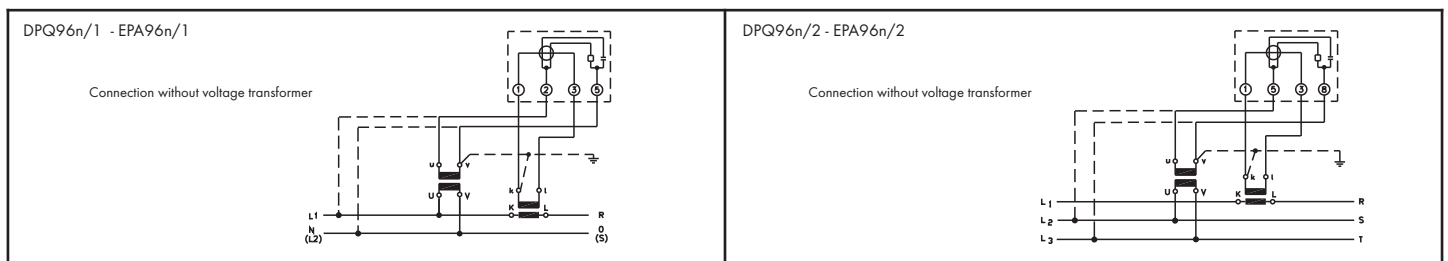 DPQ96n/1 - EPA96n/1
Connection without voltage transformer
1 2 3 5
u v
k l
U V
K L
L1 R
N 0
(L2) (S)
DPQ96n/2 - EPA96n/2
Connection without voltage transformer
1 5 3 8
u v
k l
U V
K L
L1 R
L2 S
L3 T